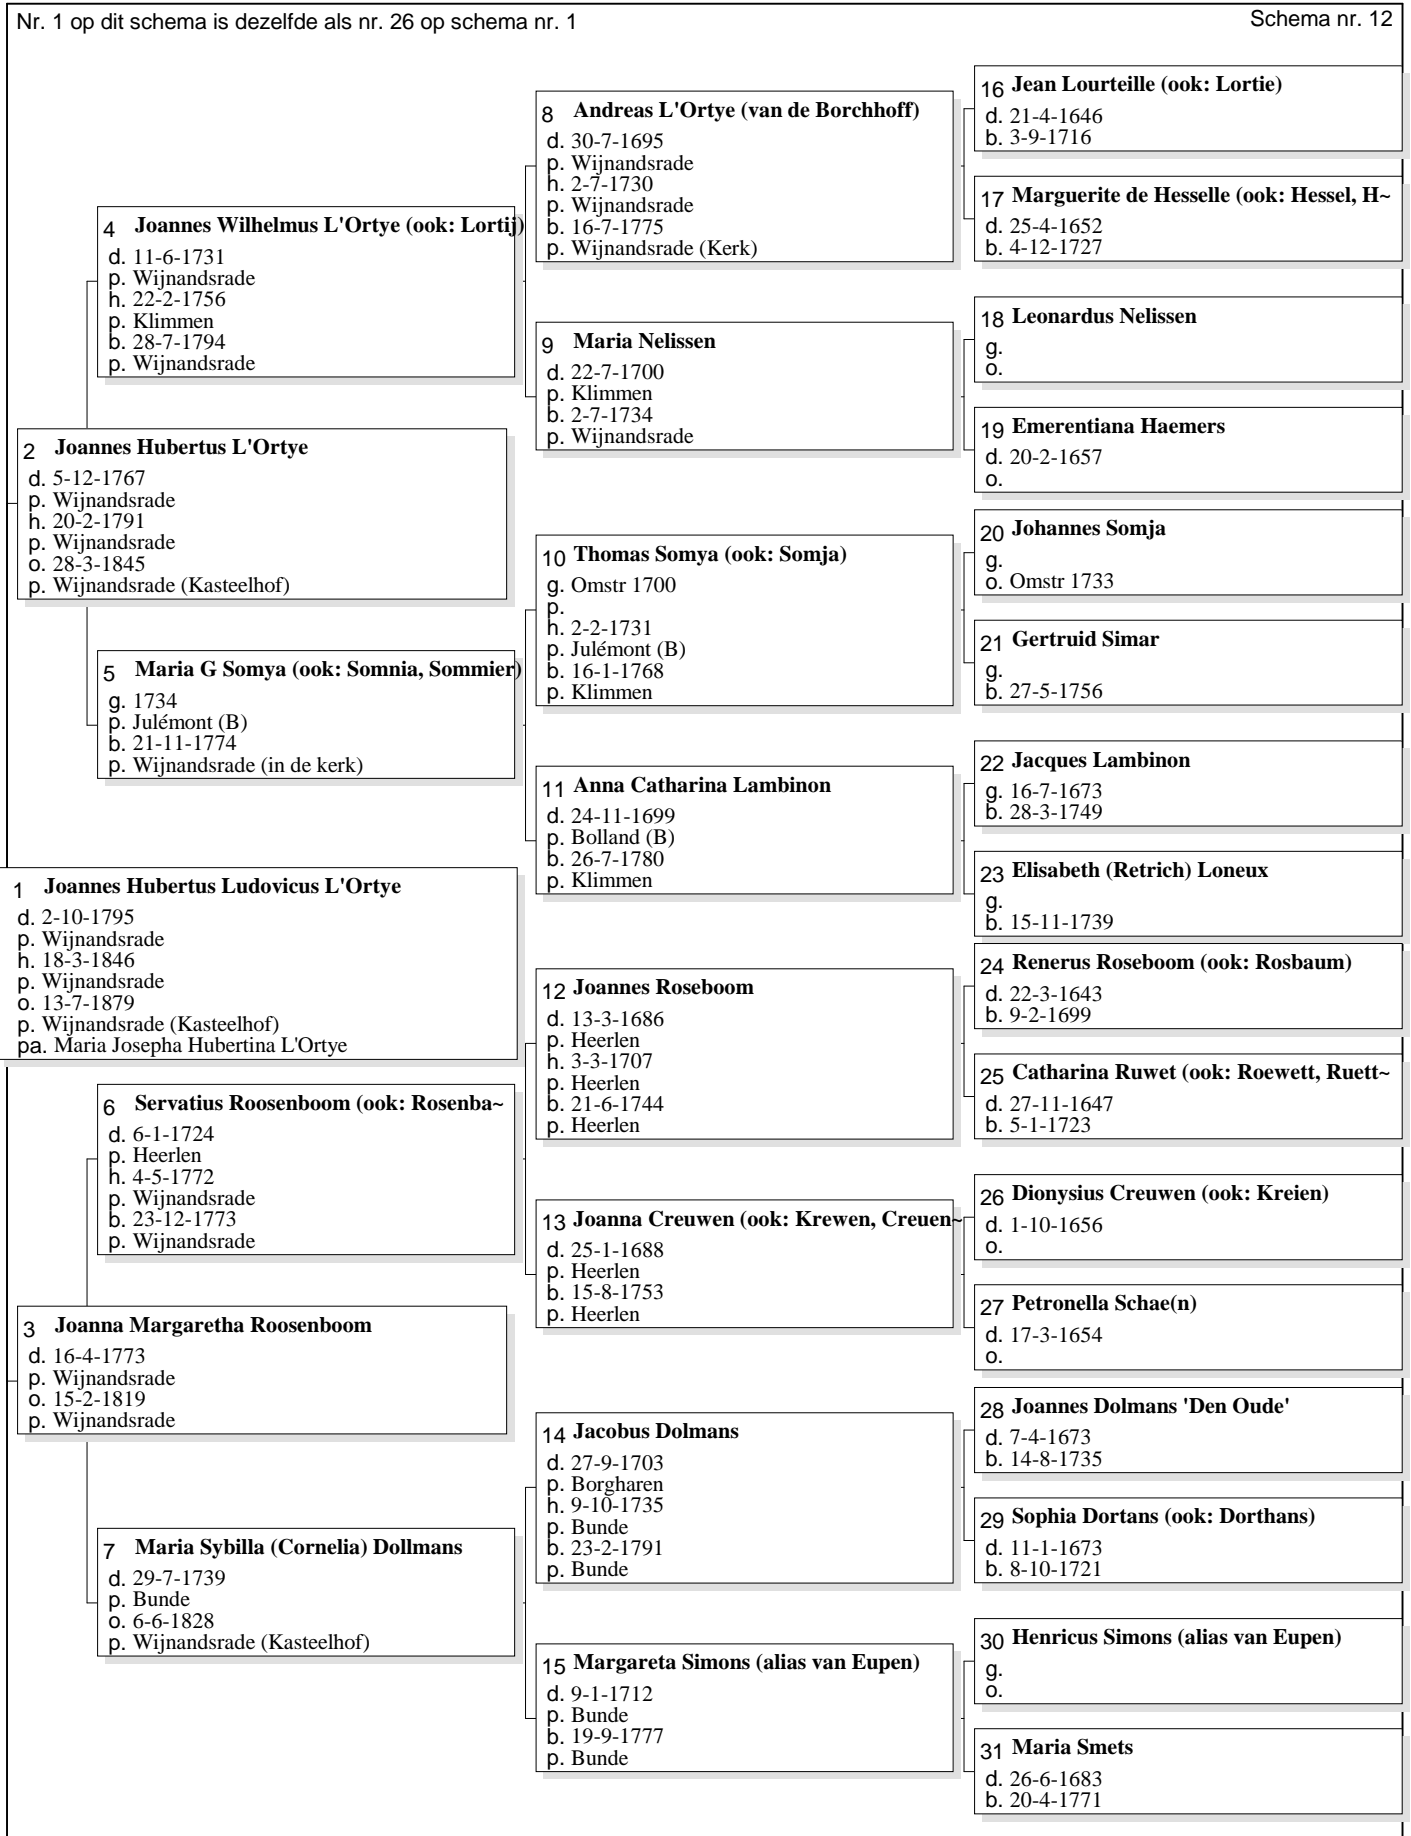 Nr. 1 op dit schema is dezelfde als nr. 26 op schema nr. 1
Schema nr. 12
16 Jean Lourteille (ook: Lortie)
d. 21-4-1646
b. 3-9-1716
8 Andreas L'Ortye (van de Borchhoff)
d. 30-7-1695
p. Wijnandsrade
h. 2-7-1730
p. Wijnandsrade
b. 16-7-1775
p. Wijnandsrade (Kerk)
17 Marguerite de Hesselle (ook: Hessel, H~
d. 25-4-1652
b. 4-12-1727
4 Joannes Wilhelmus L'Ortye (ook: Lortij)
d. 11-6-1731
p. Wijnandsrade
h. 22-2-1756
p. Klimmen
b. 28-7-1794
p. Wijnandsrade
18 Leonardus Nelissen
g.
o.
9 Maria Nelissen
d. 22-7-1700
p. Klimmen
b. 2-7-1734
p. Wijnandsrade
19 Emerentiana Haemers
d. 20-2-1657
o.
2 Joannes Hubertus L'Ortye
d. 5-12-1767
p. Wijnandsrade
h. 20-2-1791
p. Wijnandsrade
o. 28-3-1845
p. Wijnandsrade (Kasteelhof)
20 Johannes Somja
g.
o. Omstr 1733
10 Thomas Somya (ook: Somja)
g. Omstr 1700
p.
h. 2-2-1731
p. Julémont (B)
b. 16-1-1768
p. Klimmen
21 Gertruid Simar
g.
b. 27-5-1756
5 Maria G Somya (ook: Somnia, Sommier)
g. 1734
p. Julémont (B)
b. 21-11-1774
p. Wijnandsrade (in de kerk)
22 Jacques Lambinon
g. 16-7-1673
b. 28-3-1749
11 Anna Catharina Lambinon
d. 24-11-1699
p. Bolland (B)
b. 26-7-1780
p. Klimmen
23 Elisabeth (Retrich) Loneux
g.
b. 15-11-1739
1 Joannes Hubertus Ludovicus L'Ortye
d. 2-10-1795
p. Wijnandsrade
h. 18-3-1846
p. Wijnandsrade
o. 13-7-1879
p. Wijnandsrade (Kasteelhof)
pa. Maria Josepha Hubertina L'Ortye
24 Renerus Roseboom (ook: Rosbaum)
d. 22-3-1643
b. 9-2-1699
12 Joannes Roseboom
d. 13-3-1686
p. Heerlen
h. 3-3-1707
p. Heerlen
b. 21-6-1744
p. Heerlen
25 Catharina Ruwet (ook: Roewett, Ruett~
d. 27-11-1647
b. 5-1-1723
6 Servatius Roosenboom (ook: Rosenba~
d. 6-1-1724
p. Heerlen
h. 4-5-1772
p. Wijnandsrade
b. 23-12-1773
p. Wijnandsrade
26 Dionysius Creuwen (ook: Kreien)
d. 1-10-1656
o.
13 Joanna Creuwen (ook: Krewen, Creuen~
d. 25-1-1688
p. Heerlen
b. 15-8-1753
p. Heerlen
27 Petronella Schae(n)
d. 17-3-1654
o.
3 Joanna Margaretha Roosenboom
d. 16-4-1773
p. Wijnandsrade
o. 15-2-1819
p. Wijnandsrade
28 Joannes Dolmans 'Den Oude'
d. 7-4-1673
b. 14-8-1735
14 Jacobus Dolmans
d. 27-9-1703
p. Borgharen
h. 9-10-1735
p. Bunde
b. 23-2-1791
p. Bunde
29 Sophia Dortans (ook: Dorthans)
d. 11-1-1673
b. 8-10-1721
7 Maria Sybilla (Cornelia) Dollmans
d. 29-7-1739
p. Bunde
o. 6-6-1828
p. Wijnandsrade (Kasteelhof)
30 Henricus Simons (alias van Eupen)
g.
o.
15 Margareta Simons (alias van Eupen)
d. 9-1-1712
p. Bunde
b. 19-9-1777
p. Bunde
31 Maria Smets
d. 26-6-1683
b. 20-4-1771